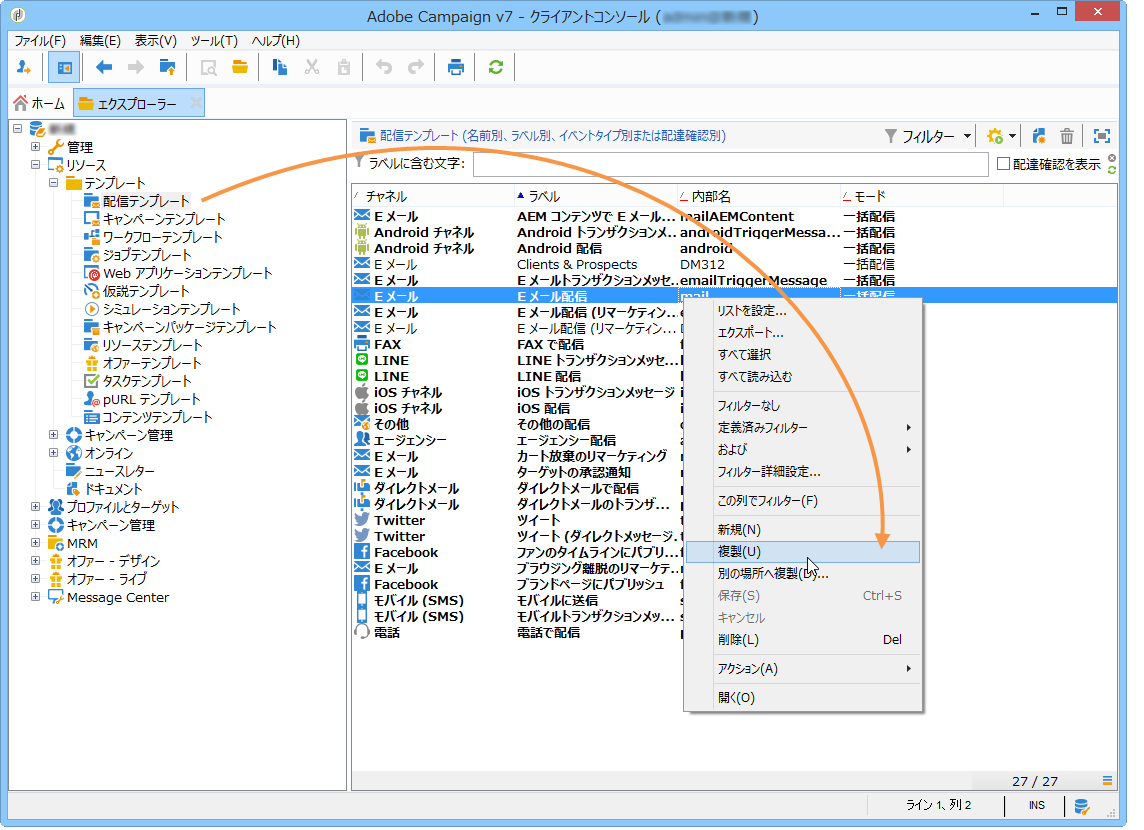 Adobe Campaign v7 - クライアントコンソール (
)
ファイル(F) 編集(E) 表示(V) ツール(T) ヘルプ(H)
ホーム エクスプローラー
管理
リソース
テンプレート
配信テンプレート
キャンペーンテンプレート
ワークフローテンプレート
ジョブテンプレート
Web アプリケーションテンプレート
仮説テンプレート
シミュレーションテンプレート
キャンペーンパッケージテンプレート
リソーステンプレート
オファーテンプレート
タスクテンプレート
pURL テンプレート
コンテンツテンプレート
キャンペーン管理
オンライン
ニュースレター
ドキュメント
プロファイルとターゲット
キャンペーン管理
MRM
オファー - デザイン
オファー - ライブ
Message Center
配信テンプレート (名前別、ラベル別、イベントタイプ別または配達確認別) フィルター
ラベルに含む文字: 配達確認を表示
チャネル ラベル 内部名 モード
E メール AEM コンテンツで E メール... mailAEMContent 一括配信
Android チャネル Android トランザクションメ... androidTriggerMessa... 一括配信
Android チャネル Android 配信 android 一括配信
E メール Clients & Prospects DM312 一括配信
E メール E メールトランザクションメッセ... emailTriggerMessage 一括配信
E メール E メール配信 mail 一括配信
E メール E メール配信 (リマーケティン...
E メール E メール配信 (リマーケティン...
FAX FAX で配信
LINE LINE トランザクションメッセ...
LINE LINE 配信
iOS チャネル iOS トランザクションメッセージ
iOS チャネル iOS 配信
その他 その他の配信
エージェンシー エージェンシー配信
E メール カート放棄のリマーケティング
E メール ターゲットの承認通知
ダイレクトメール ダイレクトメールで配信
ダイレクトメール ダイレクトメールのトランザ...
Twitter ツイート
Twitter ツイート (ダイレクトメッセージ...
Facebook ファンのタイムラインにパブリ...
E メール ブラウジング離脱のリマーケテ...
Facebook ブランドページにパブリッシュ
モバイル (SMS) モバイルに送信
モバイル (SMS) モバイルトランザクションメッ...
電話 電話で配信
リストを設定...
エクスポート...
すべて選択
すべて読み込む
フィルターなし
定義済みフィルター
および
フィルター詳細設定...
この列でフィルター(F)
新規(N)
複製(U)
別の場所へ複製(D)...
保存(S) Ctrl+S
キャンセル
削除(L) Del
アクション(A)
開く(O)
27 / 27
ライン 1、列 2 INS